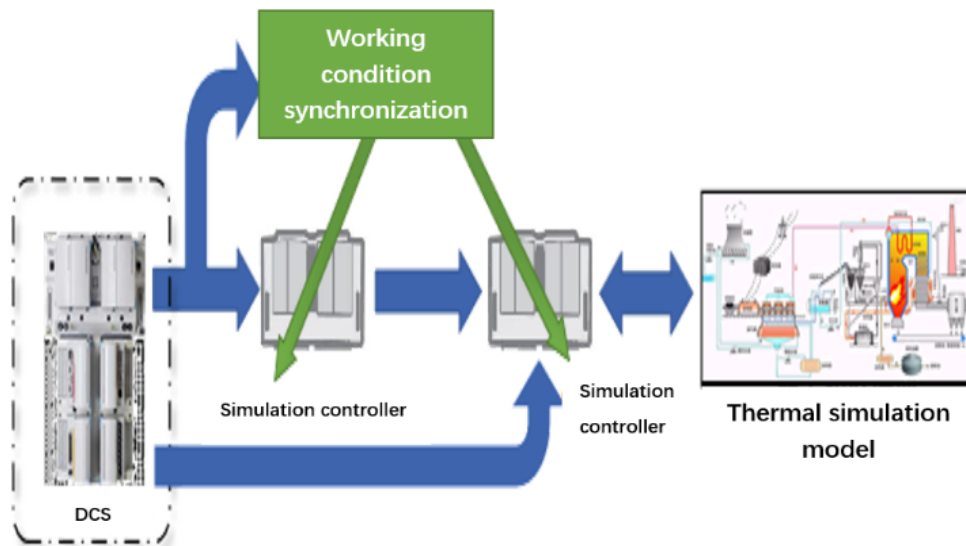 Working
condition
synchronization
Simulation controller
Simulation
controller
Thermal simulation
model
DCS